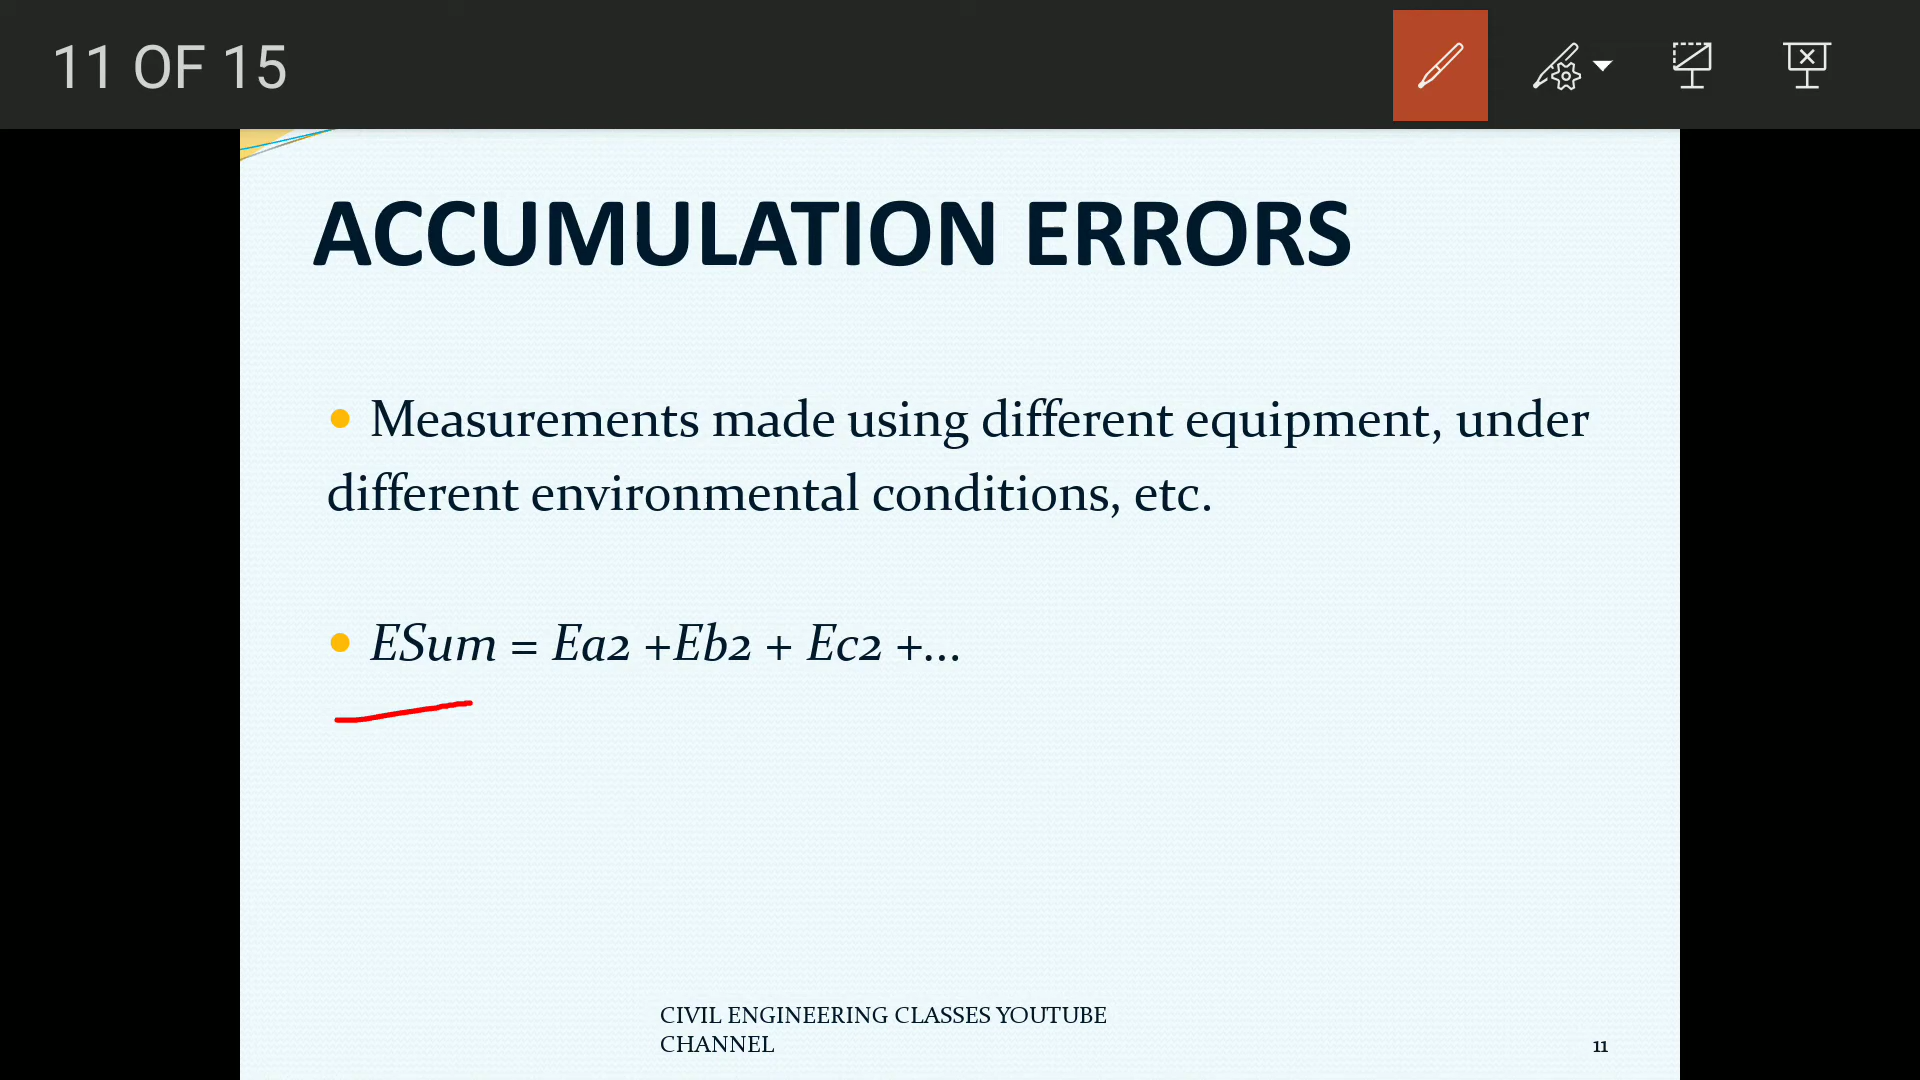 11 OF 15
ACCUMULATION ERRORS
• Measurements made using different equipment, under
different environmental conditions, etc.
• ESum = Ea2 +Eb2 + Ec2 +...
CIVIL ENGINEERING CLASSES YOUTUBE
CHANNEL
11